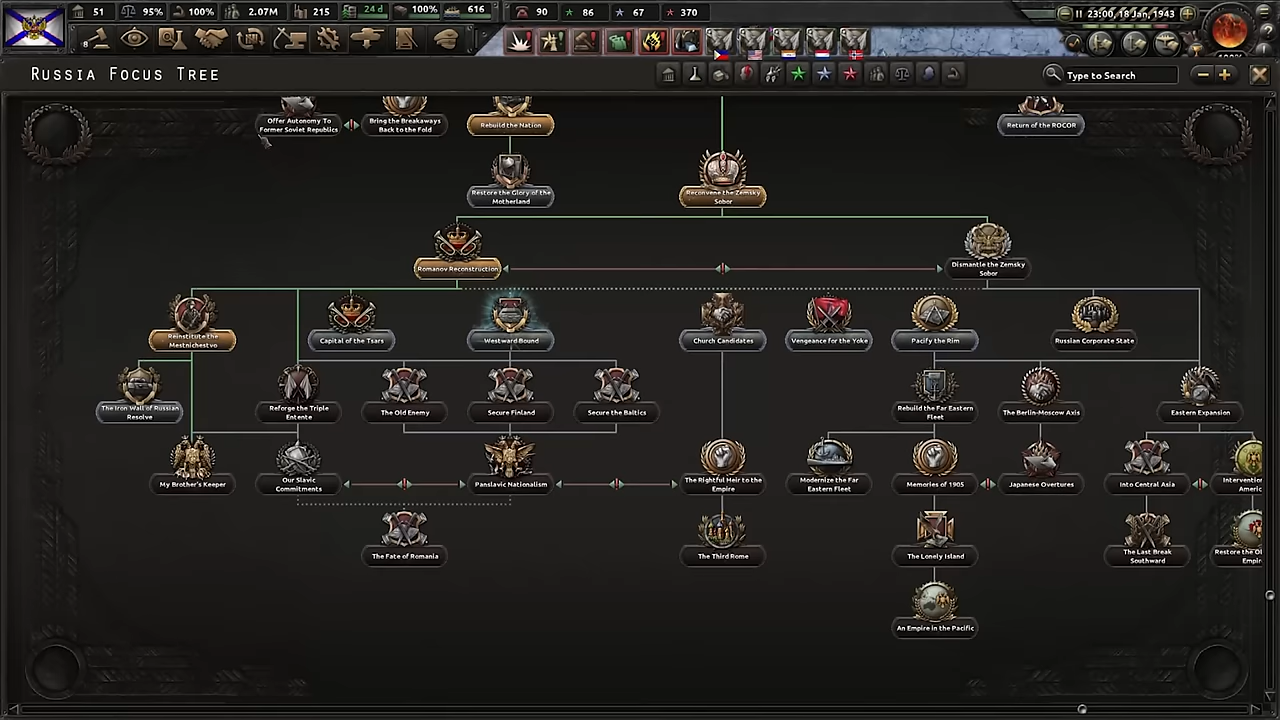 51 95% 100% 2.07M 215 24 d 100% 616 90 86 67 370 23:00, 18 Jan, 1943
RUSSIA FOCUS TREE
Type to Search
Offer Autonomy To
Former Soviet Republics
Bring the Breakaways
Back to the Fold
Rebuild the Nation
Return of the ROCOR
Restore the Glory of the
Motherland
Reconvene the Zemsky
Sobor
Romanov Reconstruction
Dismantle the Zemsky
Sobor
Reinstitute the
Mestnichestvo
Capital of the Tsars
Westward Bound
Church Candidates
Vengeance for the Yoke
Pacify the Rim
Russian Corporate State
The Iron Wall of Russian
Resolve
Reforge the Triple
Entente
The Old Enemy
Secure Finland
Secure the Baltics
Rebuild the Far Eastern
Fleet
The Berlin-Moscow Axis
Eastern Expansion
My Brother's Keeper
Our Slavic
Commitments
Panslavic Nationalism
The Rightful Heir to the
Empire
Modernize the Far
Eastern Fleet
Memories of 1905
Japanese Overtures
Into Central Asia
Intervention
Americ
The Fate of Romania
The Third Rome
The Lonely Island
The Last Break
Southward
Restore the Ol
Empir
An Empire in the Pacific